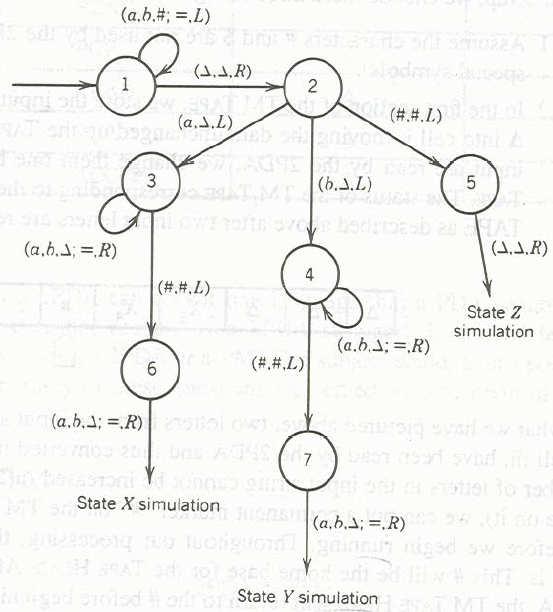 (a,b,#; =,L)
1
(Δ,Δ,R)
2
(a,Δ,L)
(#,#,L)
3
(b,Δ,L)
5
(a,b,Δ; =,R)
(Δ,Δ,R)
4
(#,#,L)
State Z
simulation
(a,b,Δ; =,R)
(#,#,L)
6
(a,b,Δ; =,R)
7
State X simulation
(a,b,Δ; =,R)
State Y simulation